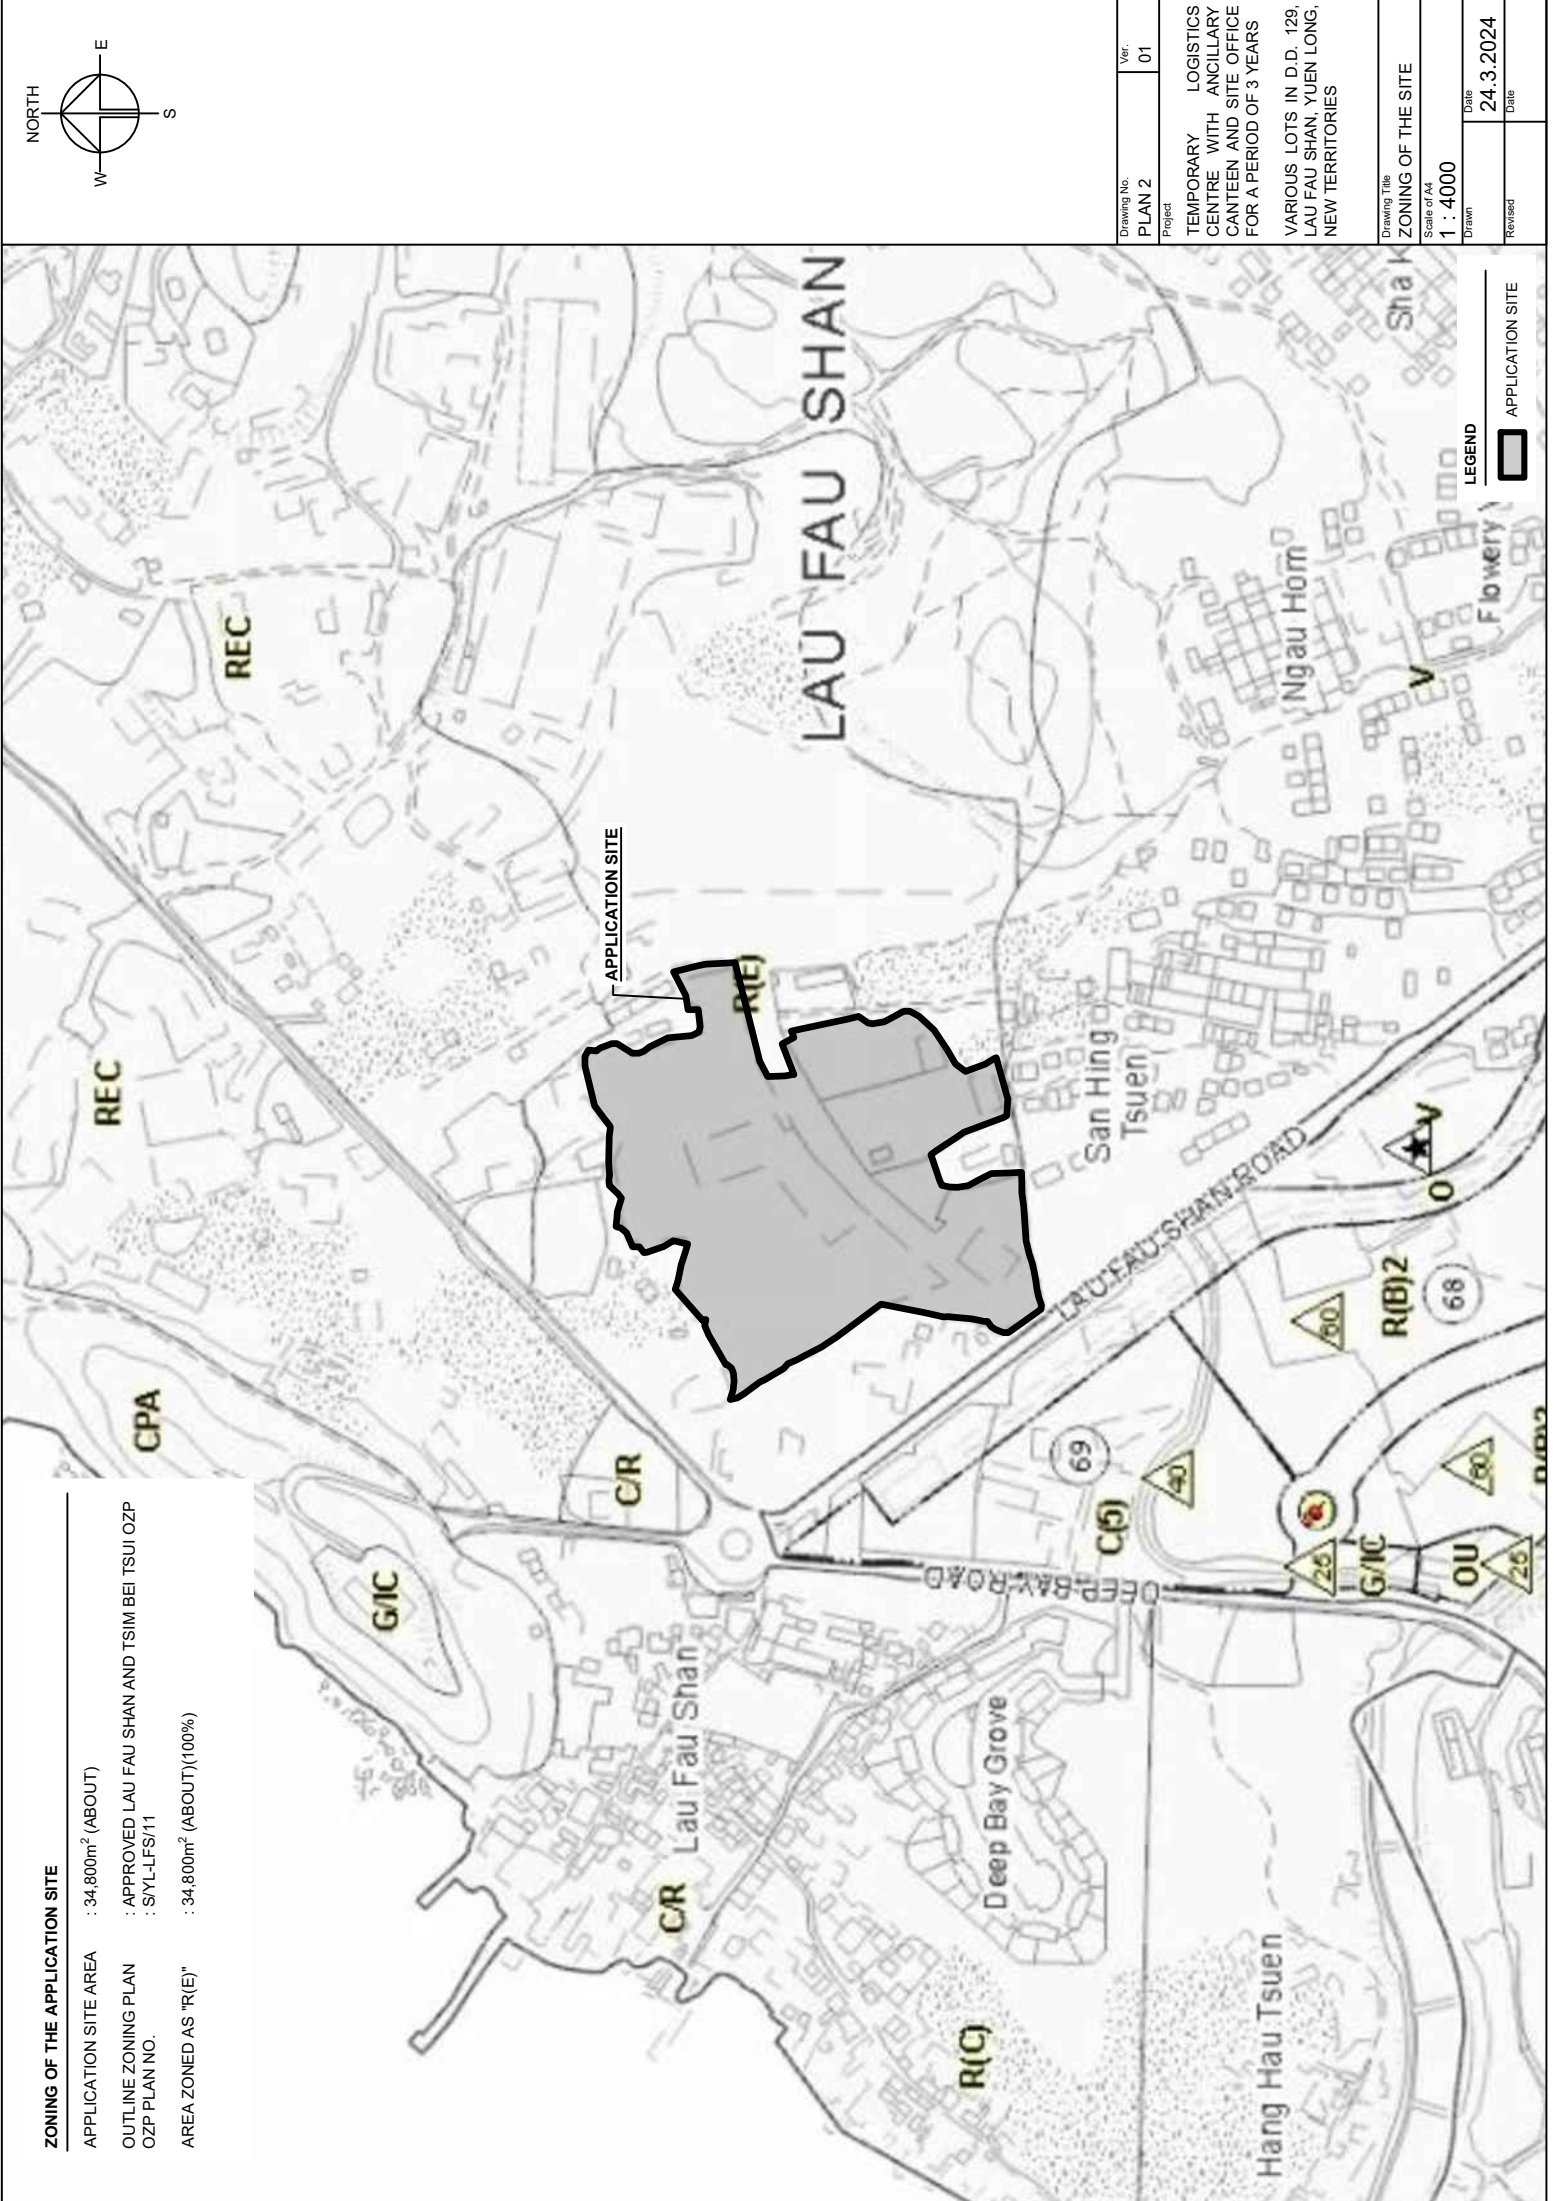 ZONING OF THE APPLICATION SITE
APPLICATION SITE AREA : 34,800m² (ABOUT)
OUTLINE ZONING PLAN : APPROVED LAU FAU SHAN AND TSIM BEI TSUI OZP
OZP PLAN NO. : S/YL-LFS/11
AREA ZONED AS "R(E)" : 34,800m² (ABOUT)(100%)
NORTH
W
E
S
CPA
REC
REC
G/IC
C/R
APPLICATION SITE
R(E)
Lau Fau Shan
C/R
LAU FAU SHAN
Deep Bay Grove
DEEP BAY ROAD
LAU FAU SHAN ROAD
San Hing
Tsuen
69
C(5)
40
R(C)
Hang Hau Tsuen
Ngau Hom
60
25
G/IC
R(B)2
68
O
V
V
OU
25
60
Sha K
Flowery
LEGEND
APPLICATION SITE
Drawing No.
PLAN 2
Ver.
01
Project
TEMPORARY LOGISTICS
CENTRE WITH ANCILLARY
CANTEEN AND SITE OFFICE
FOR A PERIOD OF 3 YEARS
VARIOUS LOTS IN D.D. 129,
LAU FAU SHAN, YUEN LONG,
NEW TERRITORIES
Drawing Title
ZONING OF THE SITE
Scale of A4
1 : 4000
Drawn
Date
24.3.2024
Revised
Date